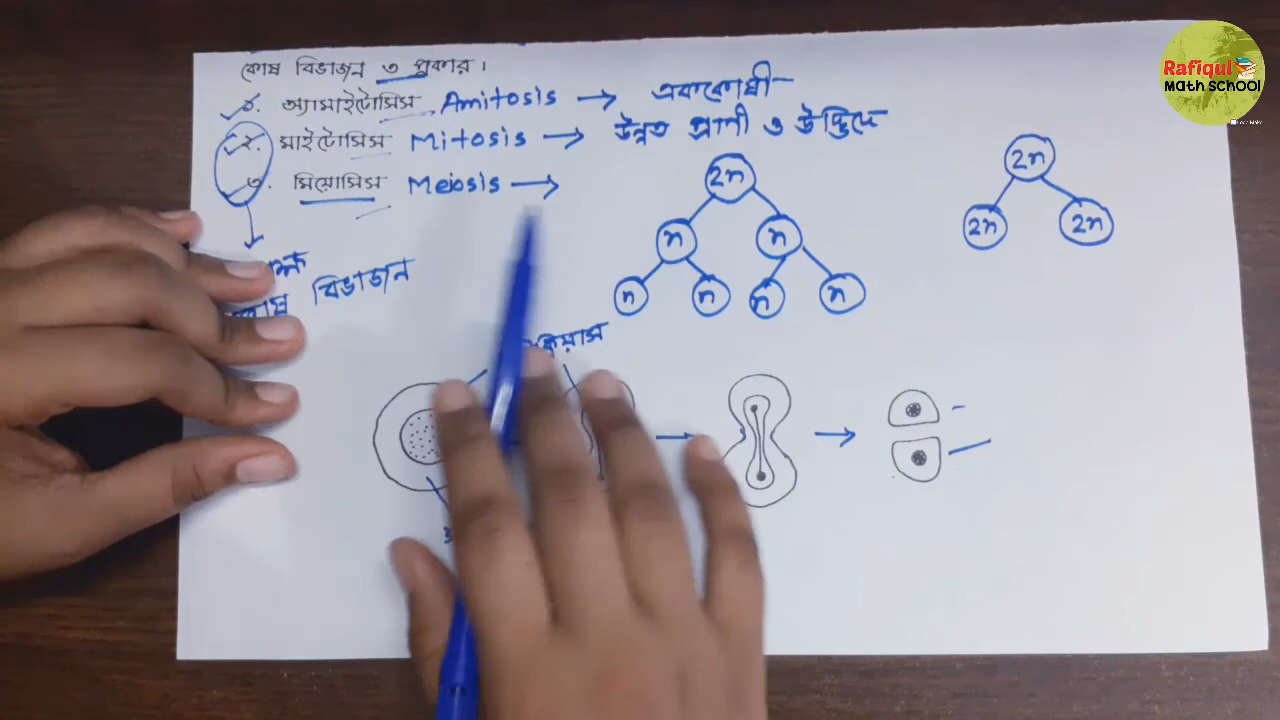 কোষ বিভাজন ৩ প্রকার।
১. অ্যামাইটোসিস Amitosis → এককোষী
২. মাইটোসিস Mitosis → উন্নত প্রাণী ও উদ্ভিদে
৩. মিয়োসিস Meiosis →
2n
n n
n n n n
2n
2n 2n
বিভাজন
Rafiqul
MATH SCHOOL